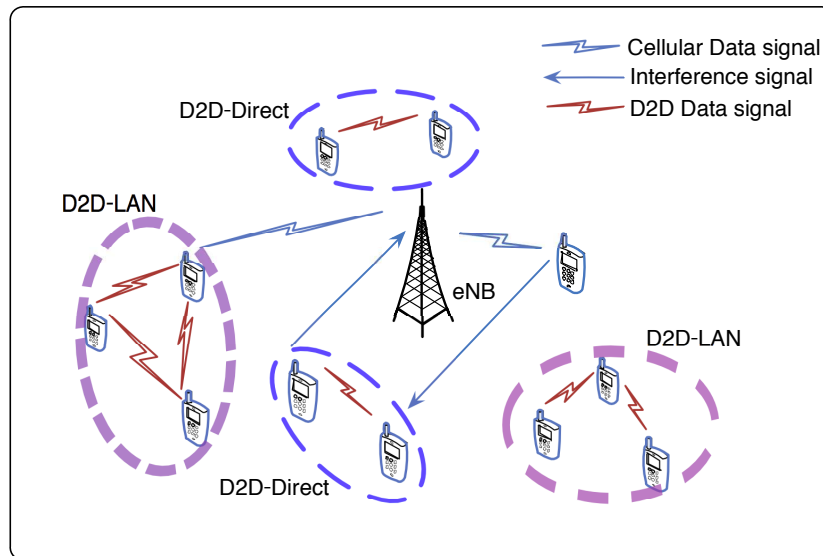 Cellular Data signal
Interference signal
D2D Data signal
D2D-Direct
D2D-LAN
eNB
D2D-LAN
D2D-Direct